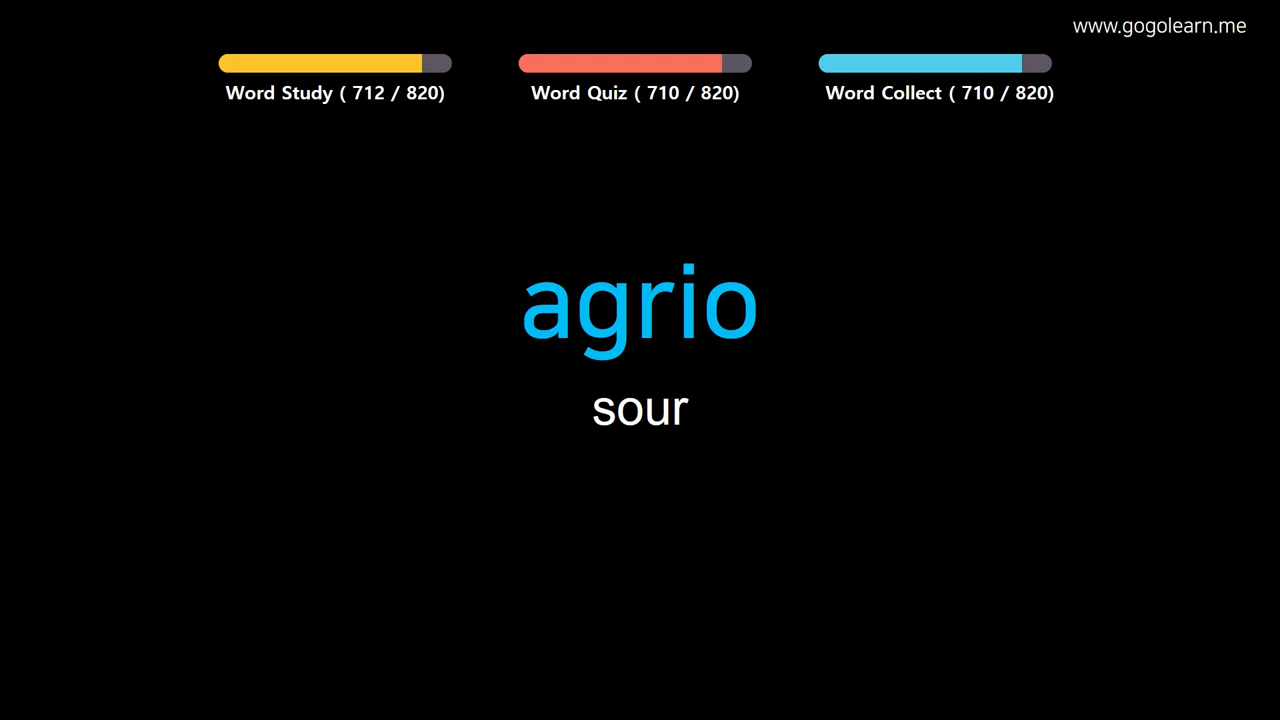 www.gogolearn.me
Word Study ( 712 / 820)
Word Quiz ( 710 / 820)
Word Collect ( 710 / 820)
agrio
sour